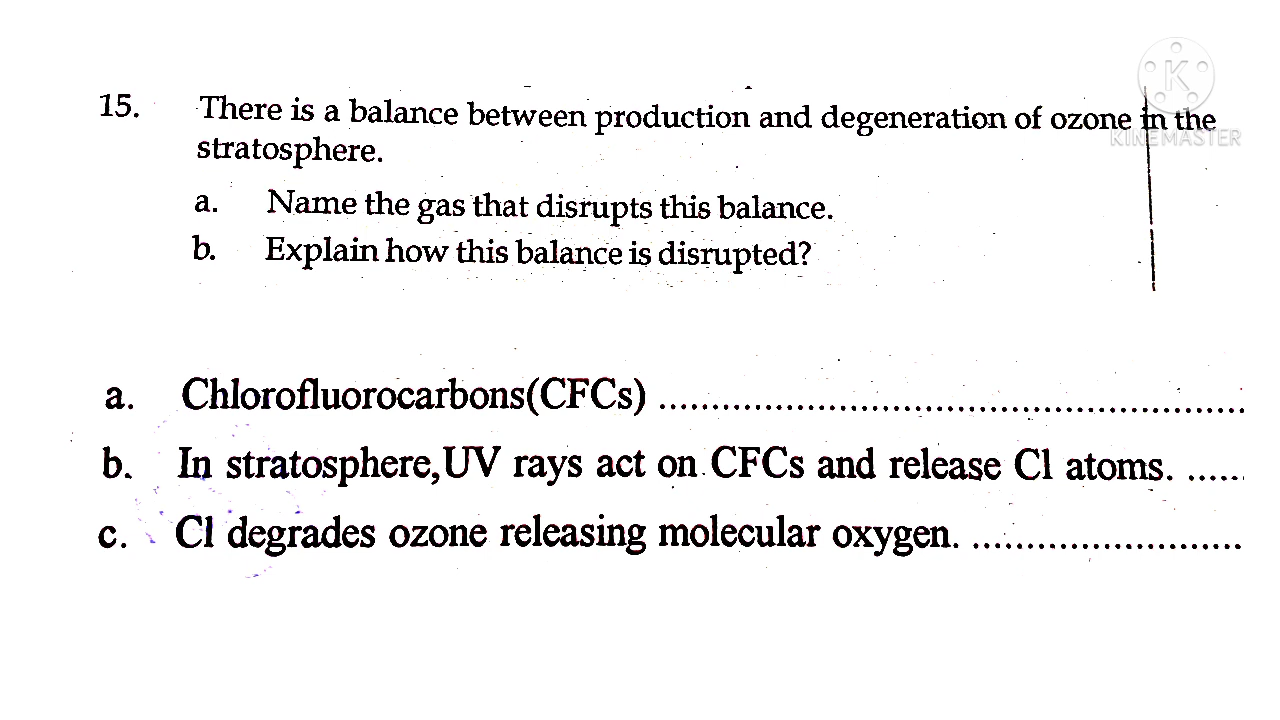 K
KINEMASTER
15. There is a balance between production and degeneration of ozone in the
stratosphere.
a. Name the gas that disrupts this balance.
b. Explain how this balance is disrupted?
a. Chlorofluorocarbons(CFCs) ..........................................................
b. In stratosphere,UV rays act on CFCs and release Cl atoms. ......
c. Cl degrades ozone releasing molecular oxygen. ...........................